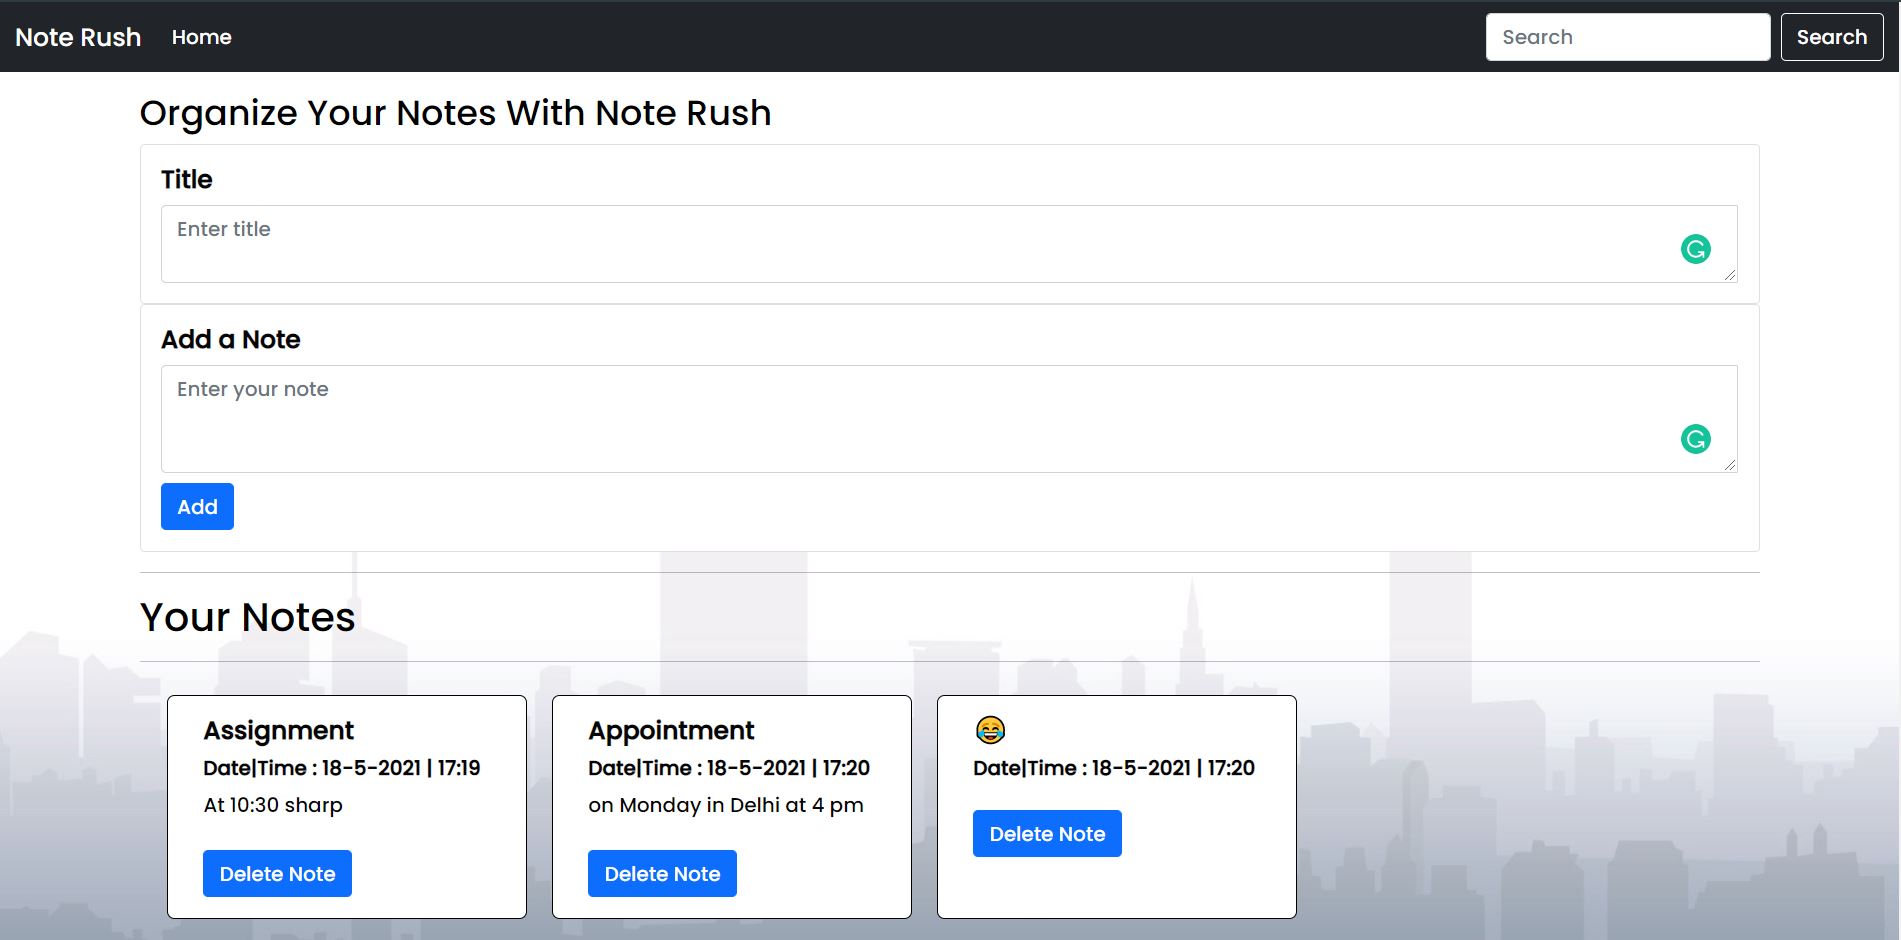 Note Rush Home Search Search
Organize Your Notes With Note Rush
Title
Enter title
Add a Note
Enter your note
Add
Your Notes
Assignment
Date|Time : 18-5-2021 | 17:19
At 10:30 sharp
Delete Note
Appointment
Date|Time : 18-5-2021 | 17:20
on Monday in Delhi at 4 pm
Delete Note
😂
Date|Time : 18-5-2021 | 17:20
Delete Note